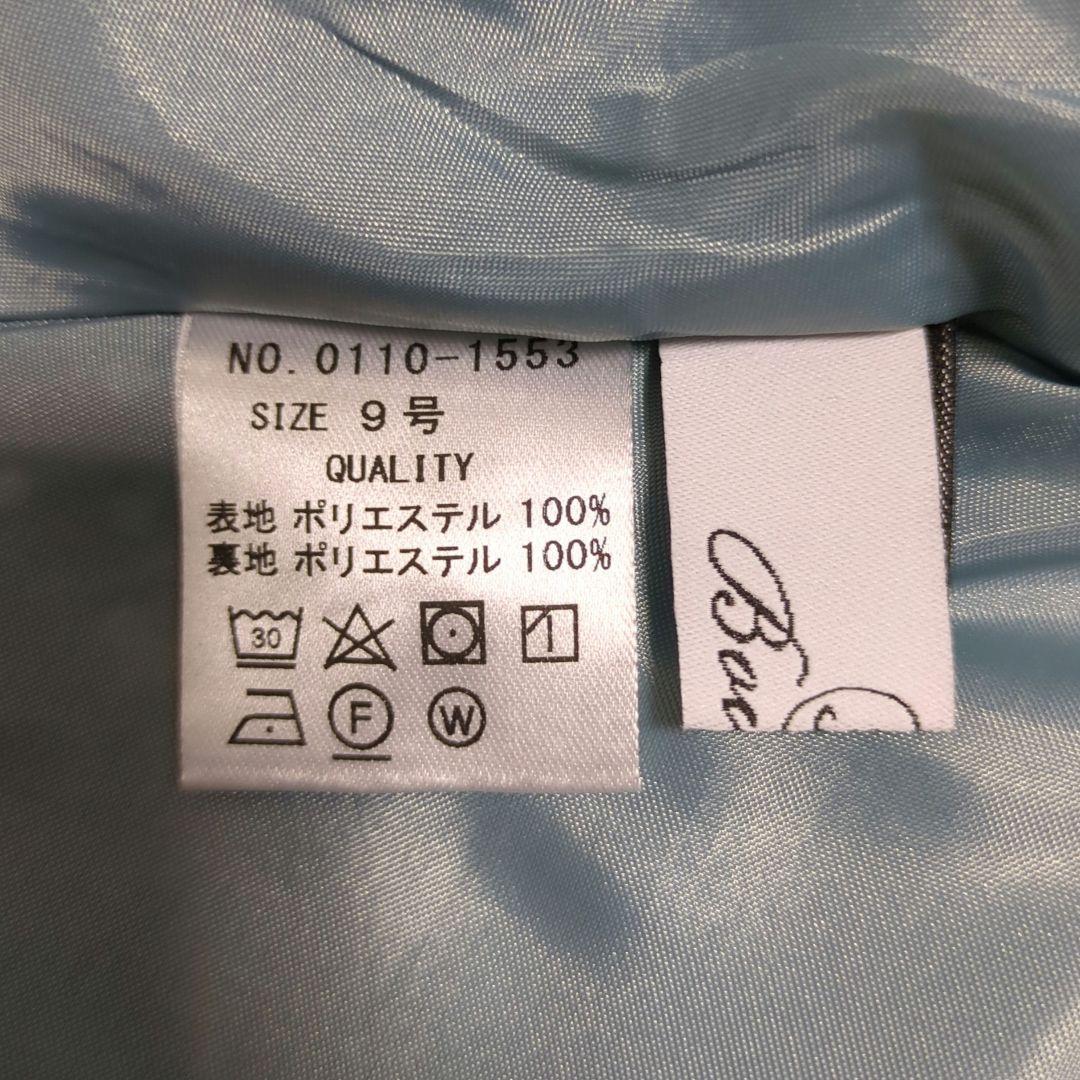 NO. 0110-1553
SIZE 9号
QUALITY
表地 ポリエステル 100%
裏地 ポリエステル 100%
30
1
F W